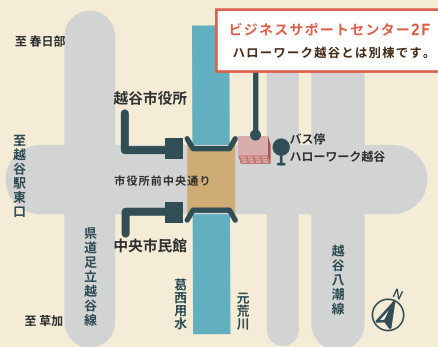 ビジネスサポートセンター2F
ハローワーク越谷とは別棟です。
至 春日部
越谷市役所
バス停
ハローワーク越谷
至越谷駅東口
市役所前中央通り
中央市民館
県道足立越谷線
葛西用水
元荒川
越谷八潮線
至 草加
N